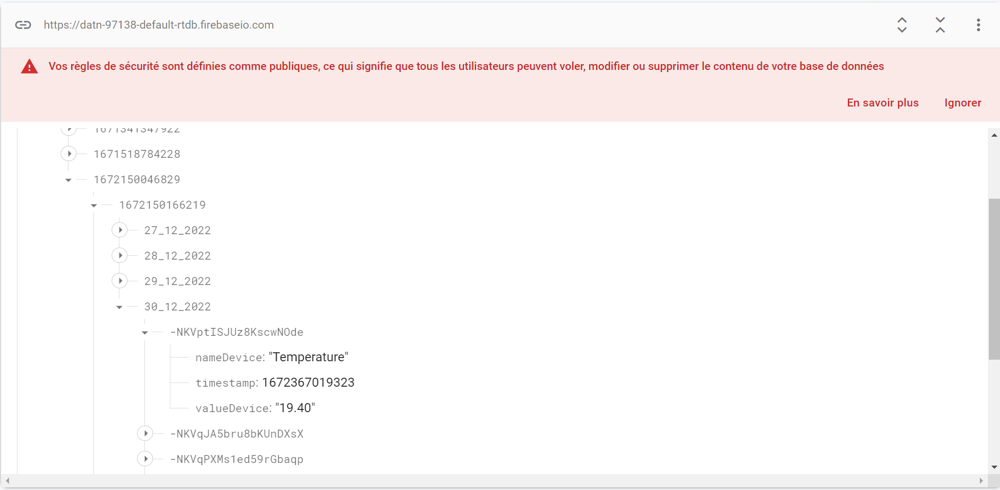 https://datn-97138-default-rtdb.firebaseio.com
Vos règles de sécurité sont définies comme publiques, ce qui signifie que tous les utilisateurs peuvent voler, modifier ou supprimer le contenu de votre base de données
En savoir plus Ignorer
1671341347922
1671518784228
1672150046829
1672150166219
27_12_2022
28_12_2022
29_12_2022
30_12_2022
-NKVptISJUz8KscwNOde
nameDevice: "Temperature"
timestamp: 1672367019323
valueDevice: "19.40"
-NKVqJA5bru8bKUnDXsX
-NKVqPXMs1ed59rGbaqp